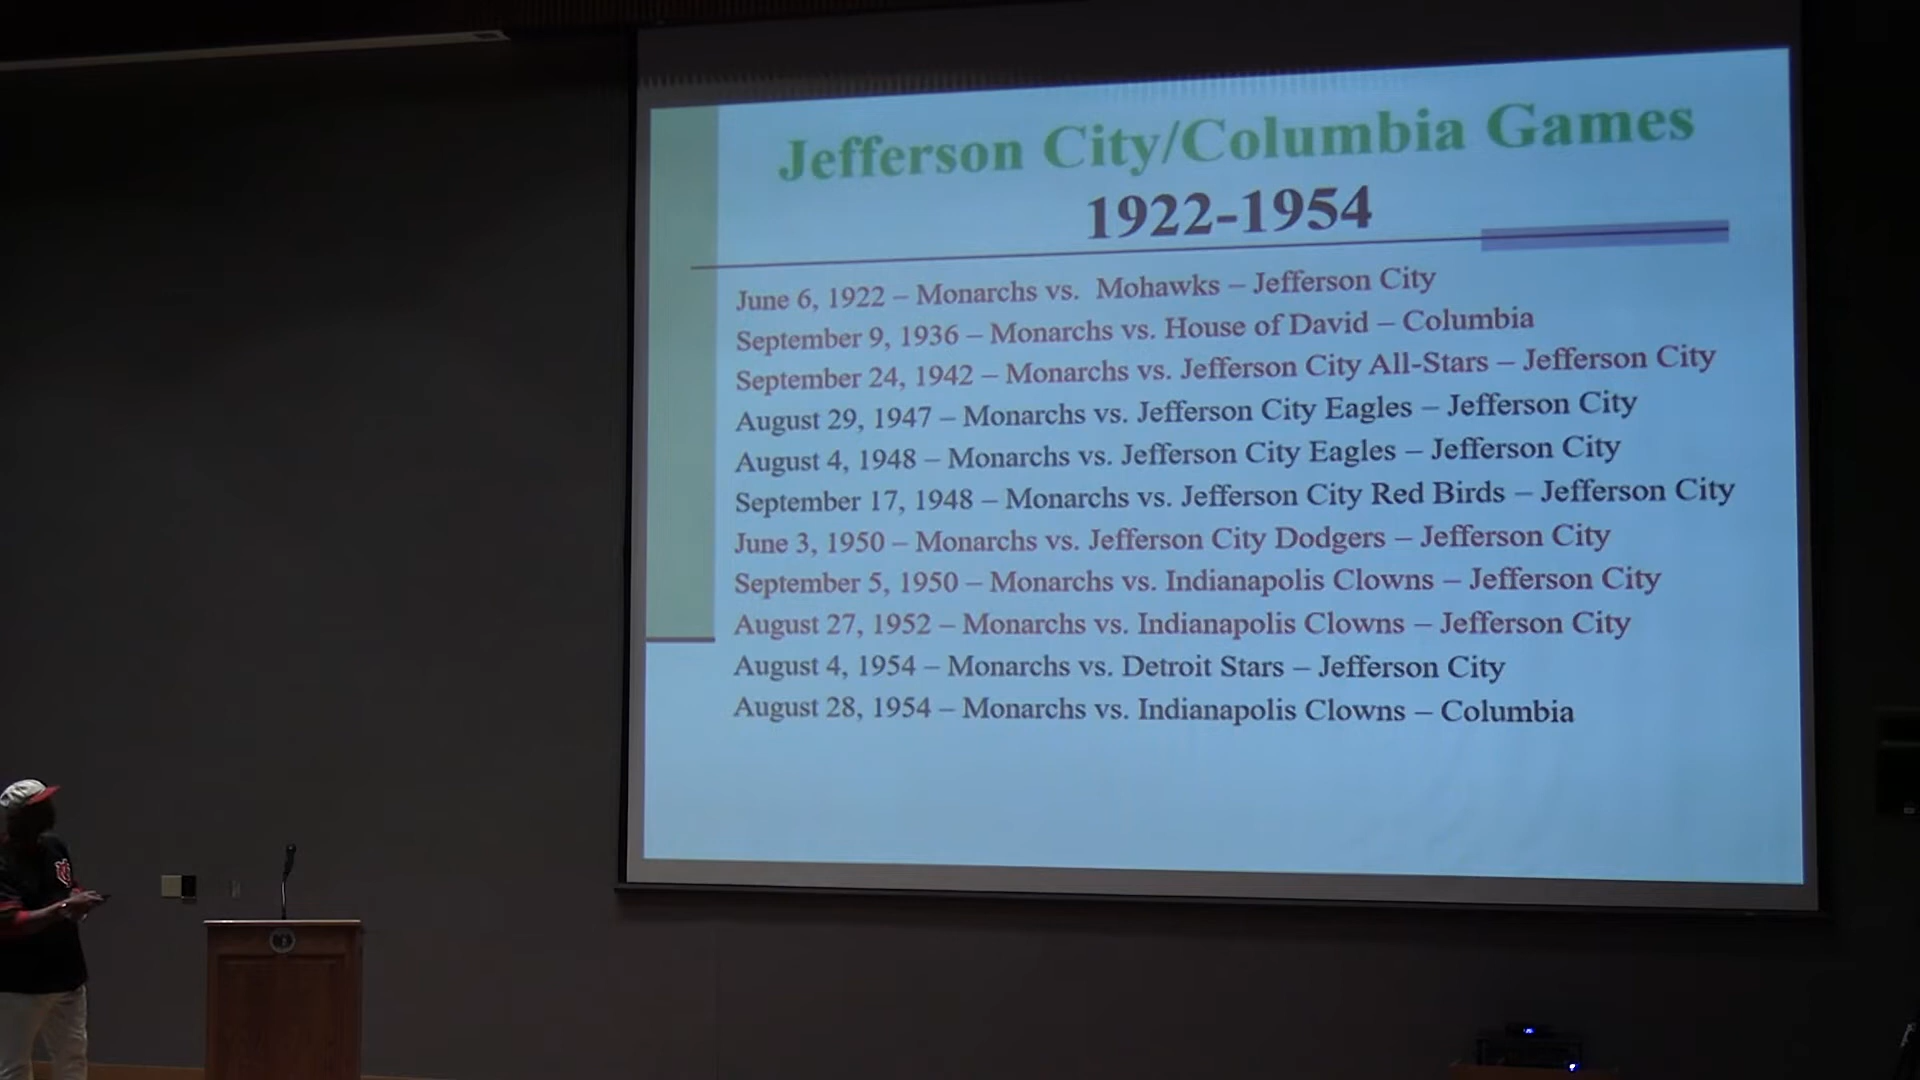 Jefferson City/Columbia Games
1922-1954
June 6, 1922 – Monarchs vs. Mohawks – Jefferson City
September 9, 1936 – Monarchs vs. House of David – Columbia
September 24, 1942 – Monarchs vs. Jefferson City All-Stars – Jefferson City
August 29, 1947 – Monarchs vs. Jefferson City Eagles – Jefferson City
August 4, 1948 – Monarchs vs. Jefferson City Eagles – Jefferson City
September 17, 1948 – Monarchs vs. Jefferson City Red Birds – Jefferson City
June 3, 1950 – Monarchs vs. Jefferson City Dodgers – Jefferson City
September 5, 1950 – Monarchs vs. Indianapolis Clowns – Jefferson City
August 27, 1952 – Monarchs vs. Indianapolis Clowns – Jefferson City
August 4, 1954 – Monarchs vs. Detroit Stars – Jefferson City
August 28, 1954 – Monarchs vs. Indianapolis Clowns – Columbia